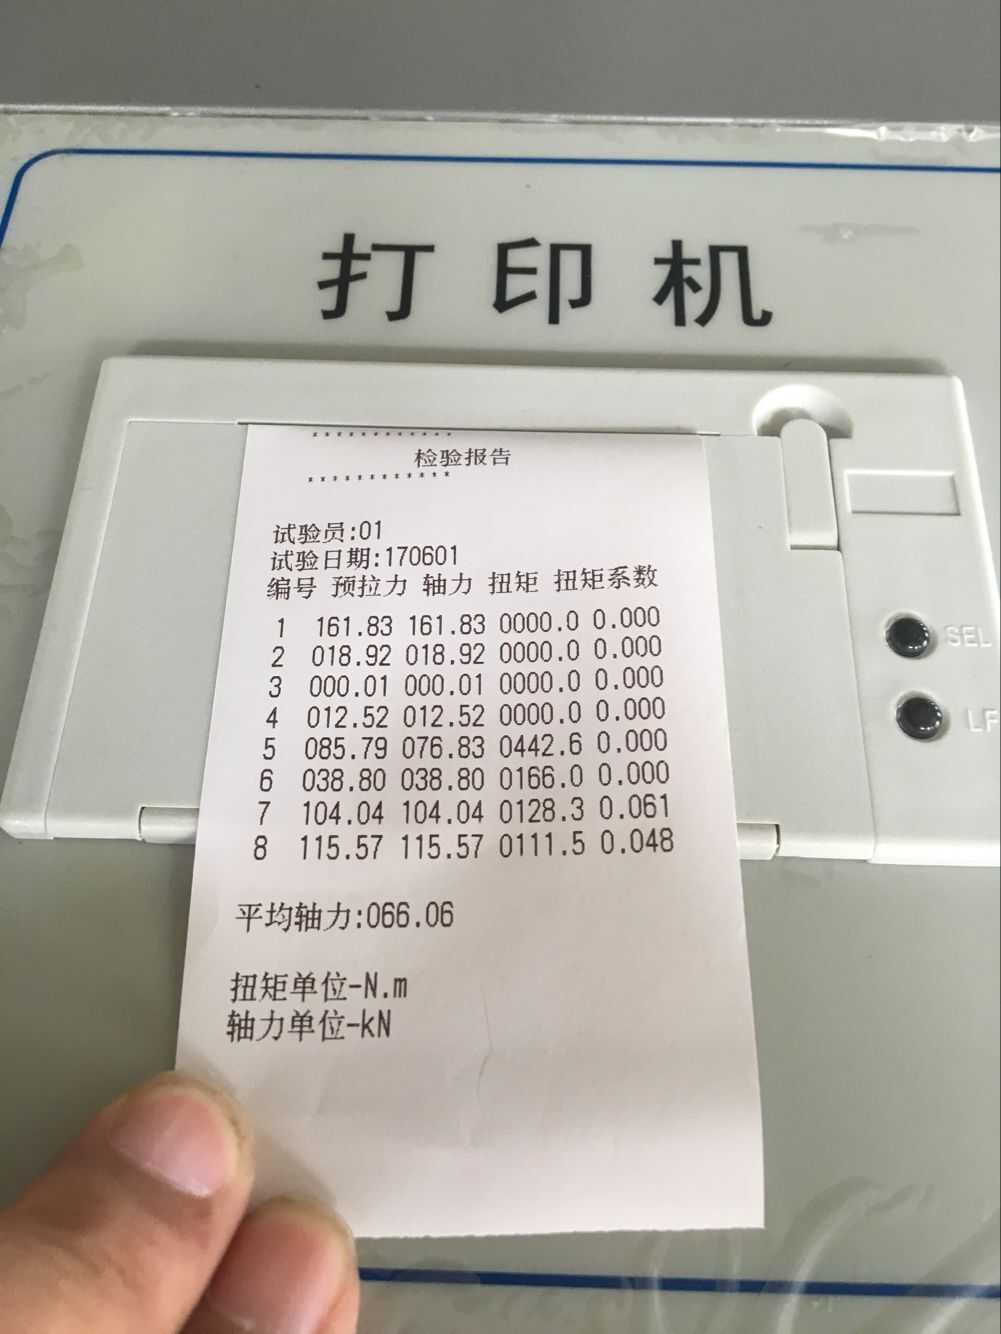 打印机
************
检验报告
************
试验员:01
试验日期:170601
编号 预拉力 轴力 扭矩 扭矩系数
1 161.83 161.83 0000.0 0.000
2 018.92 018.92 0000.0 0.000
3 000.01 000.01 0000.0 0.000
4 012.52 012.52 0000.0 0.000
5 085.79 076.83 0442.6 0.000
6 038.80 038.80 0166.0 0.000
7 104.04 104.04 0128.3 0.061
8 115.57 115.57 0111.5 0.048
平均轴力:066.06
扭矩单位-N.m
轴力单位-kN
SEL
LF